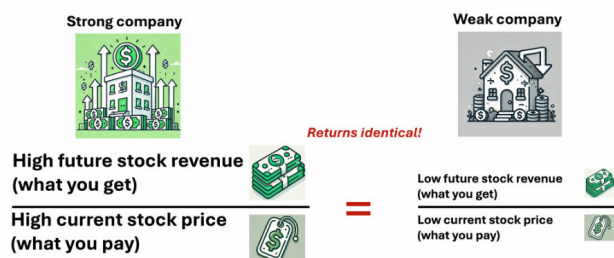 Strong company
Weak company
Returns identical!
High future stock revenue
(what you get)
High current stock price
(what you pay)
=
Low future stock revenue
(what you get)
Low current stock price
(what you pay)